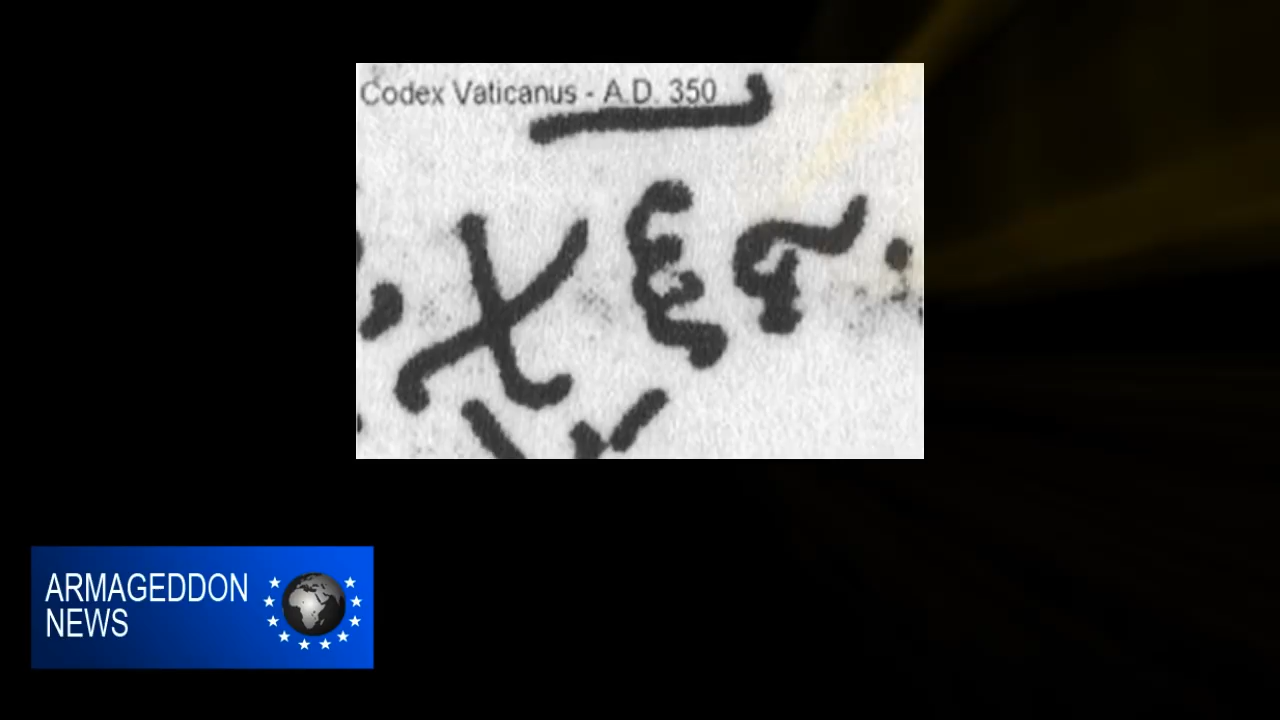 Codex Vaticanus - A.D. 350
· χξϛ ·
ARMAGEDDON
NEWS